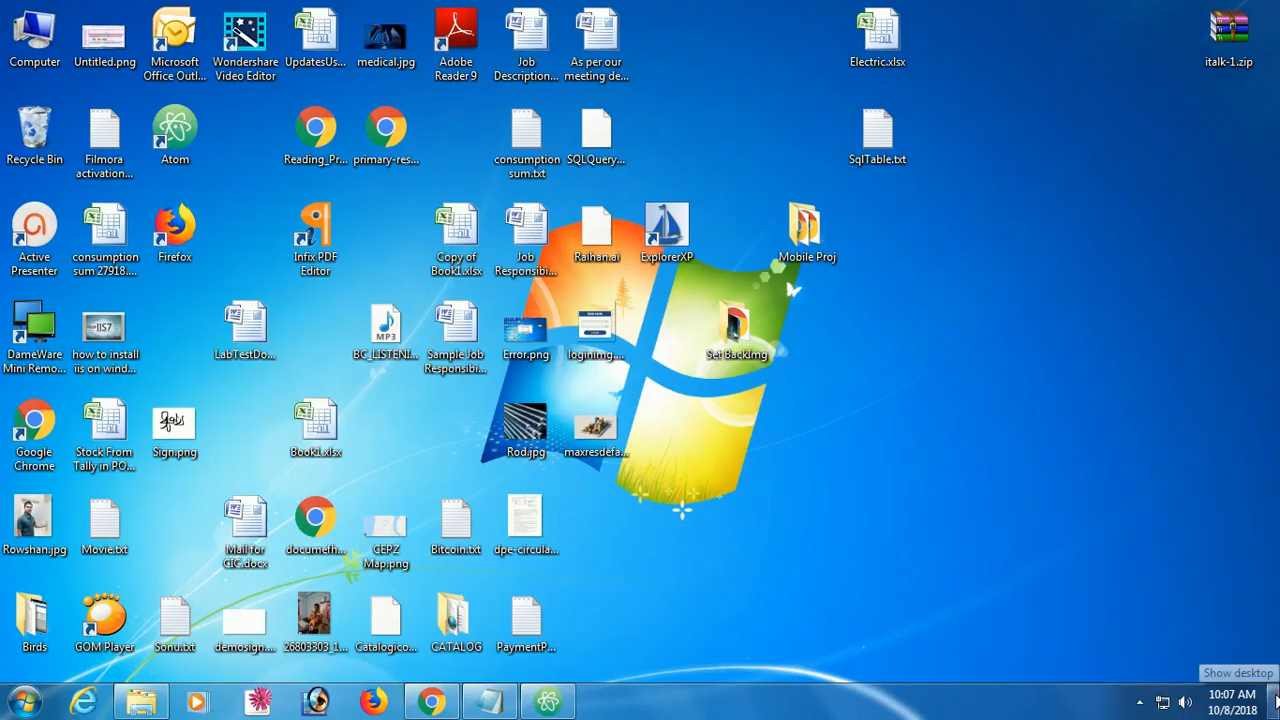 Computer
Untitled.png
Microsoft
Office Outl...
Wondershare
Video Editor
UpdatesUs...
medical.jpg
Adobe
Reader 9
Job
Description...
As per our
meeting de...
Electric.xlsx
italk-1.zip
Recycle Bin
Filmora
activation...
Atom
Reading_Pr...
primary-res...
consumption
sum.txt
SQLQuery...
SqlTable.txt
Active
Presenter
consumption
sum 27918....
Firefox
Infix PDF
Editor
Copy of
Book1.xlsx
Job
Responsibi...
Raihan.ai
ExplorerXP
Mobile Proj
DameWare
Mini Remo...
IIS7
how to install
iis on wind...
LabTestDo...
MP3
BC_LISTENI...
Sample Job
Responsibi...
Error.png
loginimg....
Set BackImg
Google
Chrome
Stock From
Tally in PO...
Sign.png
Book1.xlsx
Rod.jpg
maxresdefa...
Rowshan.jpg
Movie.txt
Mail for
CIC.docx
documefh...
CEPZ
Map.png
Bitcoin.txt
dpe-circula...
Birds
GOM Player
Sonu.txt
demosign....
26803303_1...
Catalogico...
CATALOG
PaymentP...
Show desktop
10:07 AM
10/8/2018